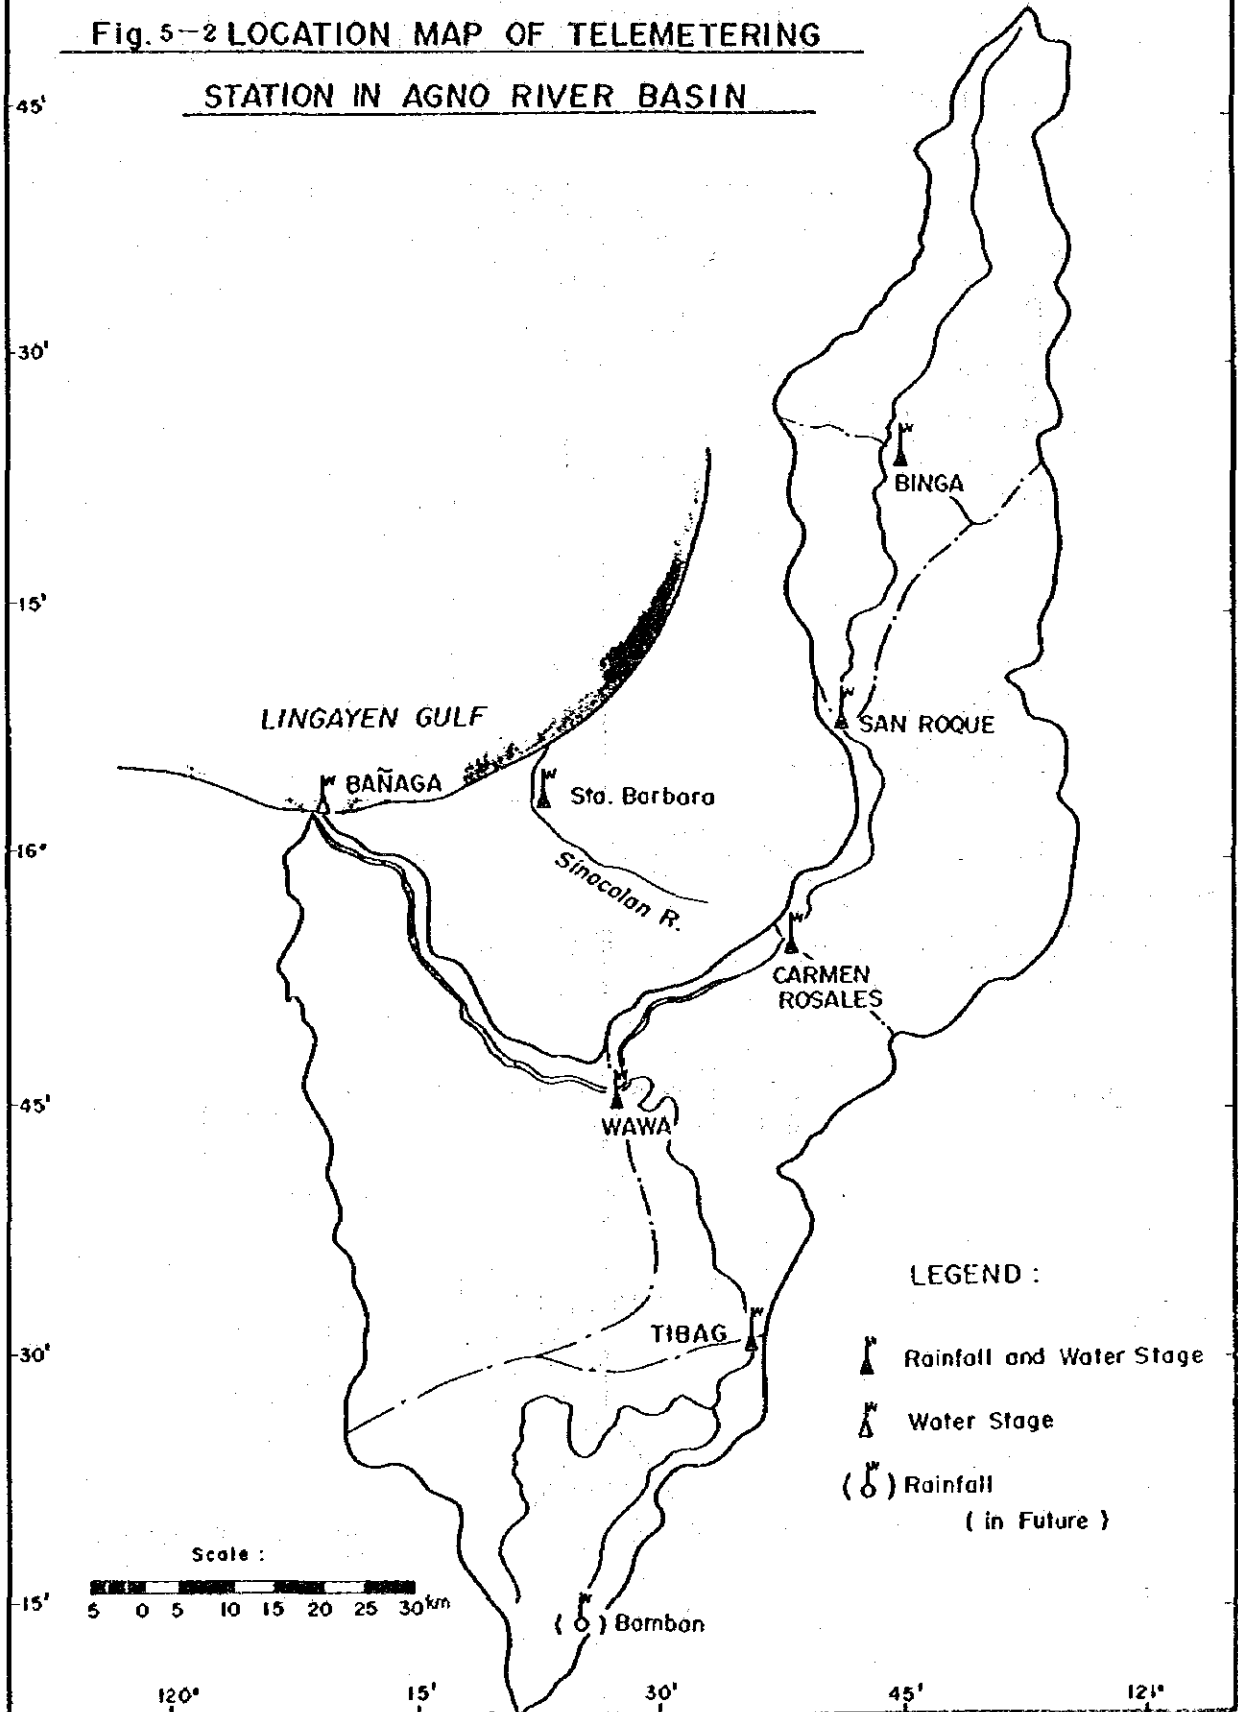 Fig. 5-2 LOCATION MAP OF TELEMETERING
STATION IN AGNO RIVER BASIN
45'
30'
15'
16°
45'
30'
15'
BINGA
SAN ROQUE
LINGAYEN GULF
BAÑAGA
Sta. Barbara
Sinocolan R.
CARMEN
ROSALES
WAWA
TIBAG
LEGEND :
Rainfall and Water Stage
Water Stage
( ) Rainfall
( in Future )
Scale :
5 0 5 10 15 20 25 30 km
( ) Bamban
120° 15' 30' 45' 121°